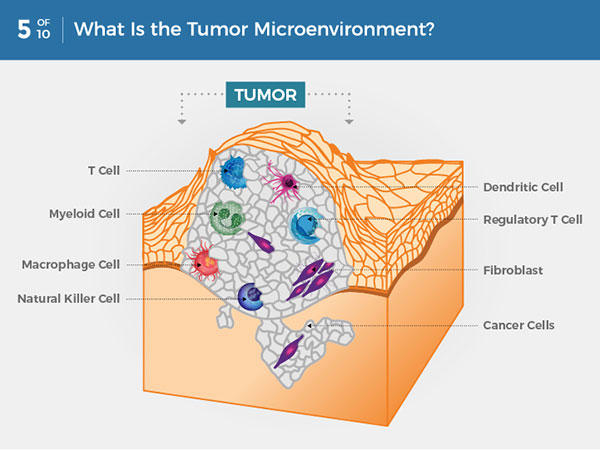 5 OF 10 What Is the Tumor Microenvironment?
TUMOR
T Cell
Myeloid Cell
Macrophage Cell
Natural Killer Cell
Dendritic Cell
Regulatory T Cell
Fibroblast
Cancer Cells